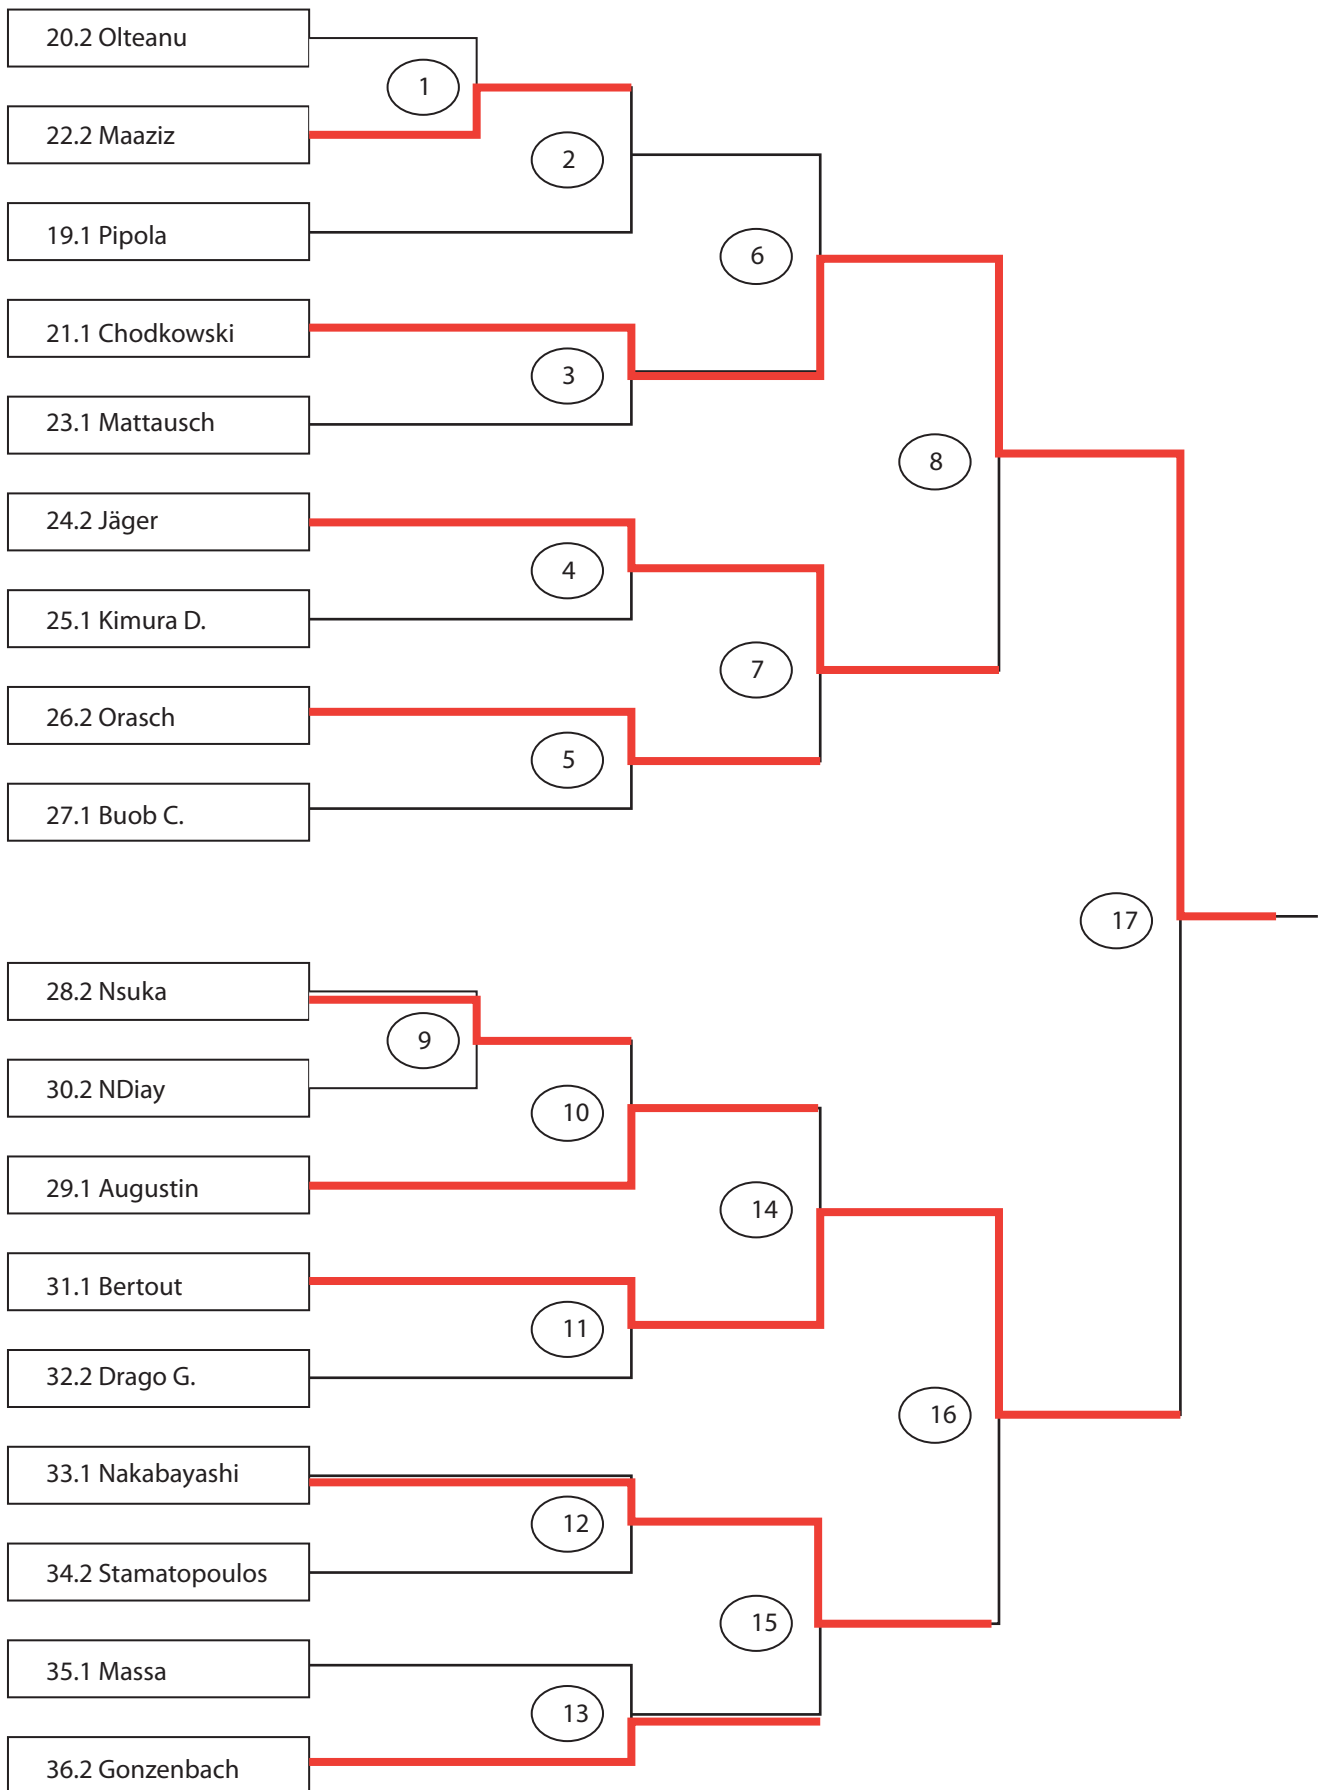 20.2 Olteanu
1
22.2 Maaziz
2
19.1 Pipola
6
21.1 Chodkowski
3
23.1 Mattausch
8
24.2 Jäger
4
25.1 Kimura D.
7
26.2 Orasch
5
27.1 Buob C.
17
28.2 Nsuka
9
30.2 NDiay
10
29.1 Augustin
14
31.1 Bertout
11
32.2 Drago G.
16
33.1 Nakabayashi
12
34.2 Stamatopoulos
15
35.1 Massa
13
36.2 Gonzenbach